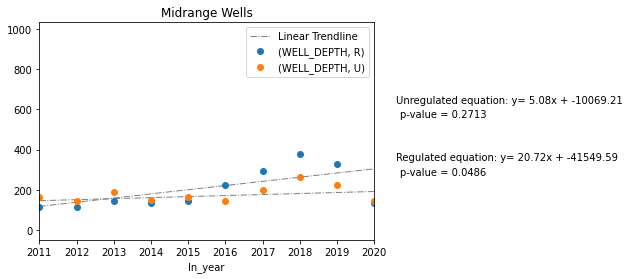 Midrange Wells
1000
800
600
400
200
0
Linear Trendline
(WELL_DEPTH, R)
(WELL_DEPTH, U)
Unregulated equation: y= 5.08x + -10069.21
p-value = 0.2713
Regulated equation: y= 20.72x + -41549.59
p-value = 0.0486
2011 2012 2013 2014 2015 2016 2017 2018 2019 2020
In_year